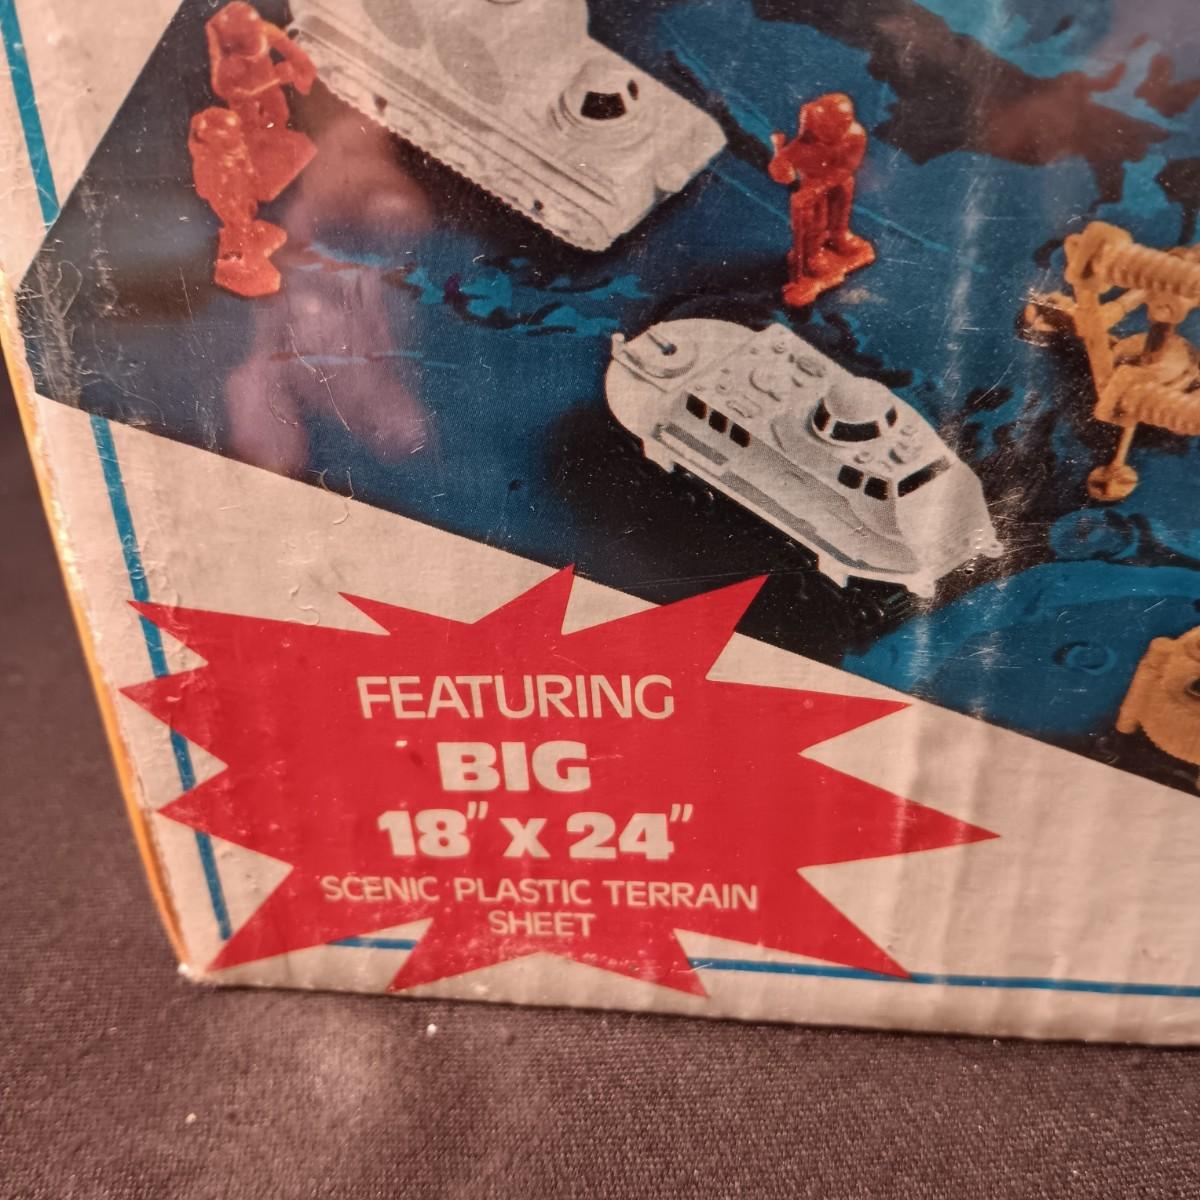 FEATURING
BIG
18" X 24"
SCENIC PLASTIC TERRAIN
SHEET